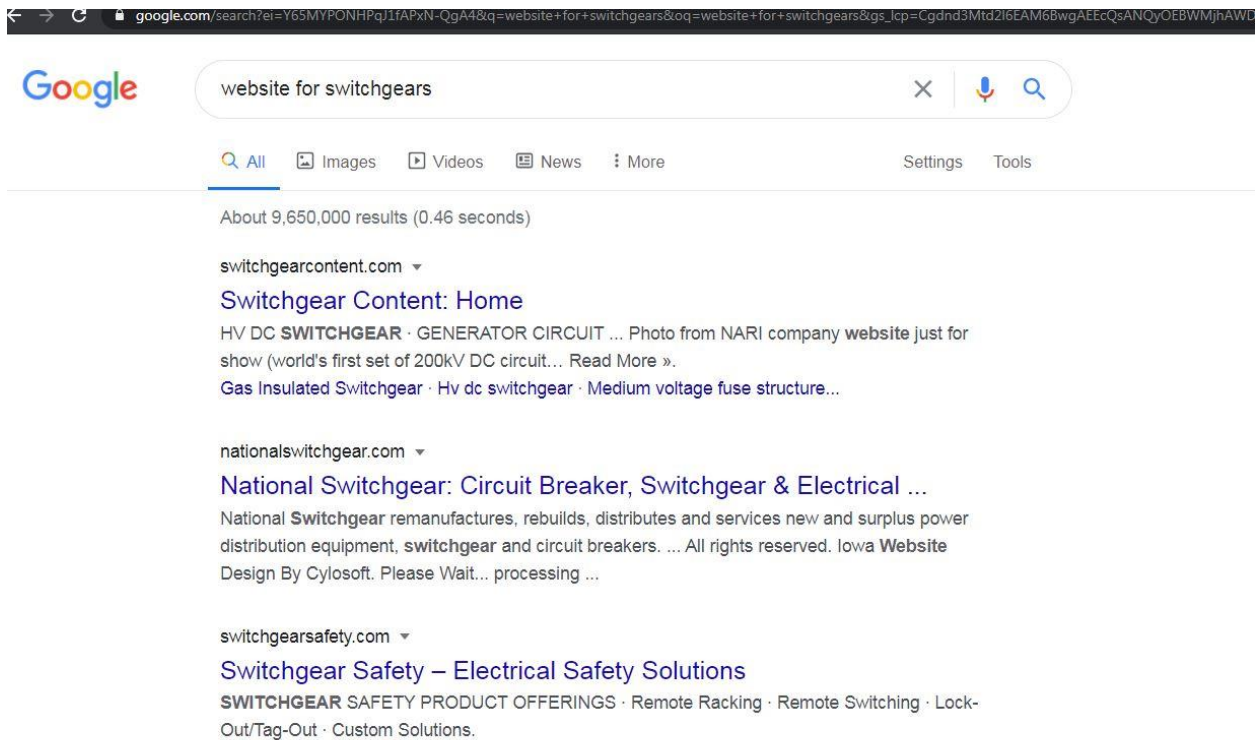 google.com/search?ei=Y65MYPONHPqJ1fAPxN-QgA4&q=website+for+switchgears&oq=website+for+switchgears&gs_lcp=Cgdnd3Mtd2l6EAM6BwgAEEcQsANQyOEBWMjhAWD
Google
website for switchgears
All Images Videos News More Settings Tools
About 9,650,000 results (0.46 seconds)
switchgearcontent.com
Switchgear Content: Home
HV DC SWITCHGEAR · GENERATOR CIRCUIT ... Photo from NARI company website just for
show (world's first set of 200kV DC circuit... Read More ».
Gas Insulated Switchgear · Hv dc switchgear · Medium voltage fuse structure...
nationalswitchgear.com
National Switchgear: Circuit Breaker, Switchgear & Electrical ...
National Switchgear remanufactures, rebuilds, distributes and services new and surplus power
distribution equipment, switchgear and circuit breakers. ... All rights reserved. Iowa Website
Design By Cylosoft. Please Wait... processing ...
switchgearsafety.com
Switchgear Safety – Electrical Safety Solutions
SWITCHGEAR SAFETY PRODUCT OFFERINGS · Remote Racking · Remote Switching · Lock-
Out/Tag-Out · Custom Solutions.